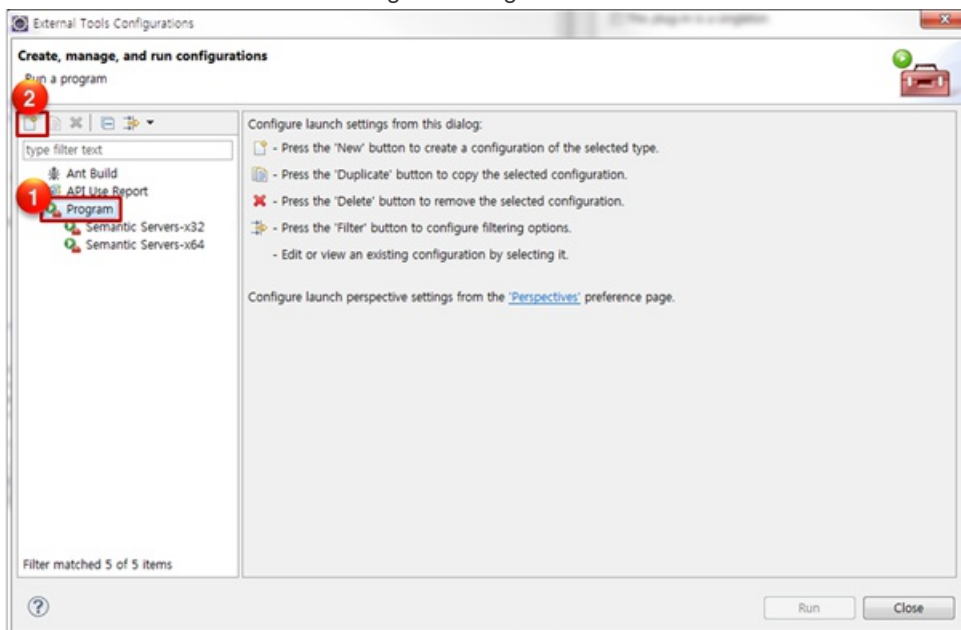 External Tools Configurations
Create, manage, and run configurations
Run a program
2
type filter text
Ant Build
API Use Report
1
Program
Semantic Servers-x32
Semantic Servers-x64
Filter matched 5 of 5 items
Configure launch settings from this dialog:
- Press the 'New' button to create a configuration of the selected type.
- Press the 'Duplicate' button to copy the selected configuration.
- Press the 'Delete' button to remove the selected configuration.
- Press the 'Filter' button to configure filtering options.
- Edit or view an existing configuration by selecting it.
Configure launch perspective settings from the 'Perspectives' preference page.
Run
Close